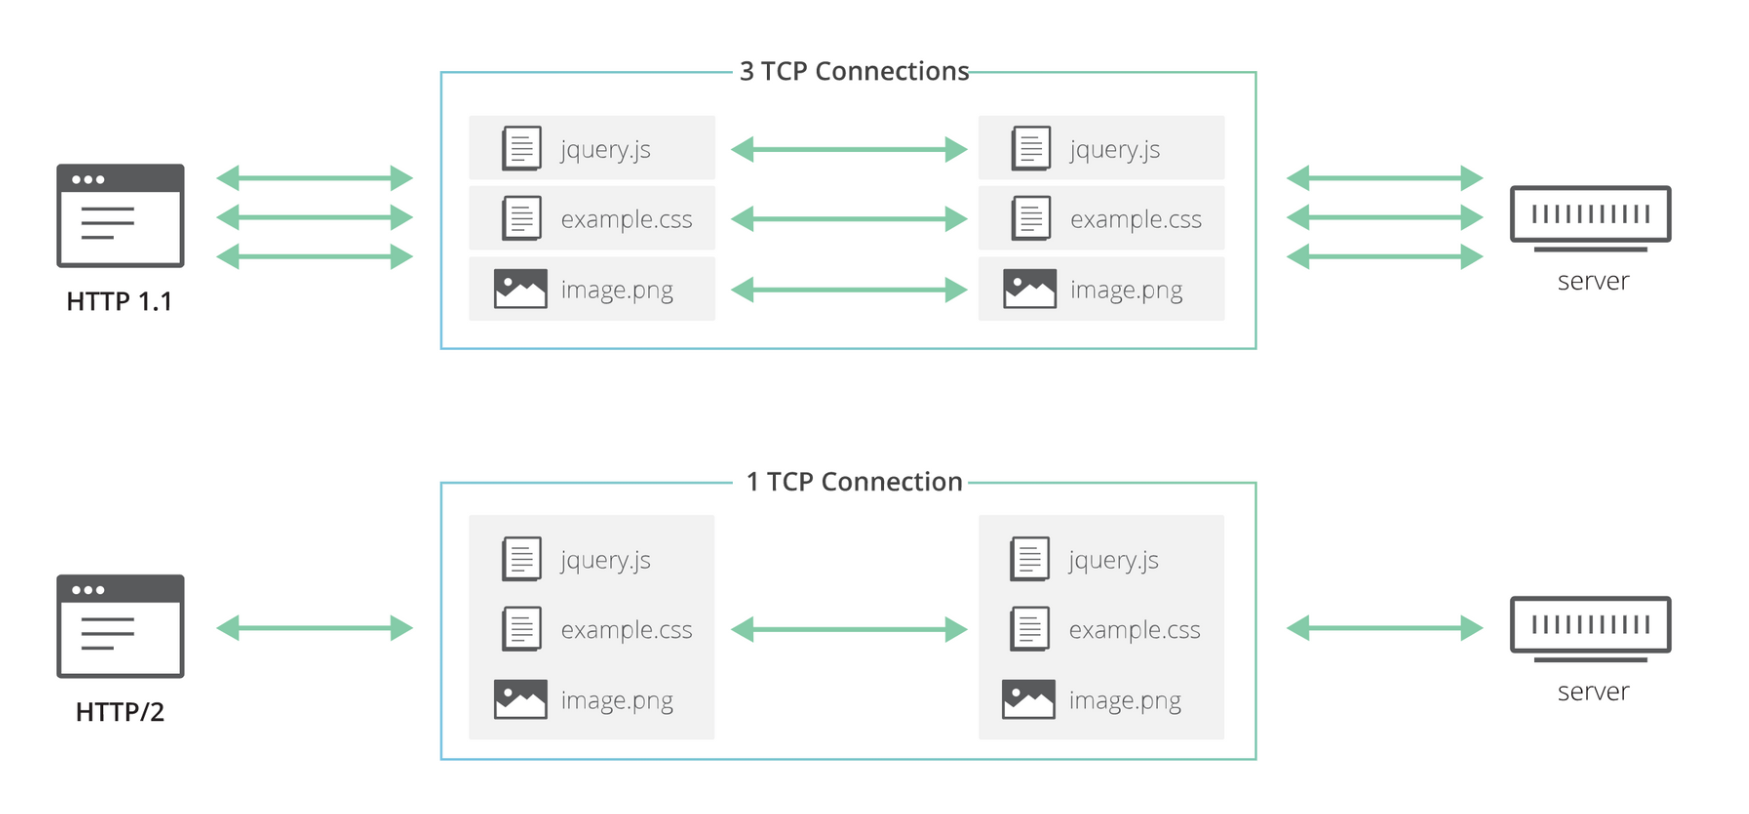 3 TCP Connections
jquery.js
jquery.js
example.css
example.css
image.png
image.png
HTTP 1.1
server
1 TCP Connection
jquery.js
jquery.js
example.css
example.css
image.png
image.png
HTTP/2
server